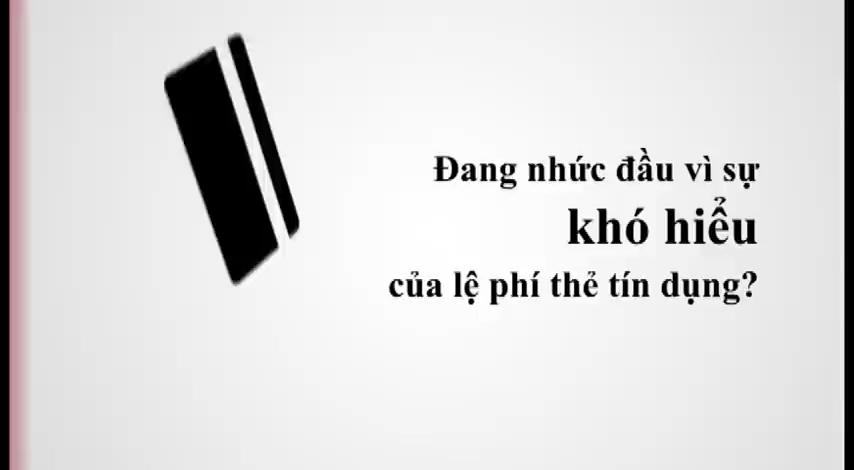 Đang nhức đầu vì sự
khó hiểu
của lệ phí thẻ tín dụng?